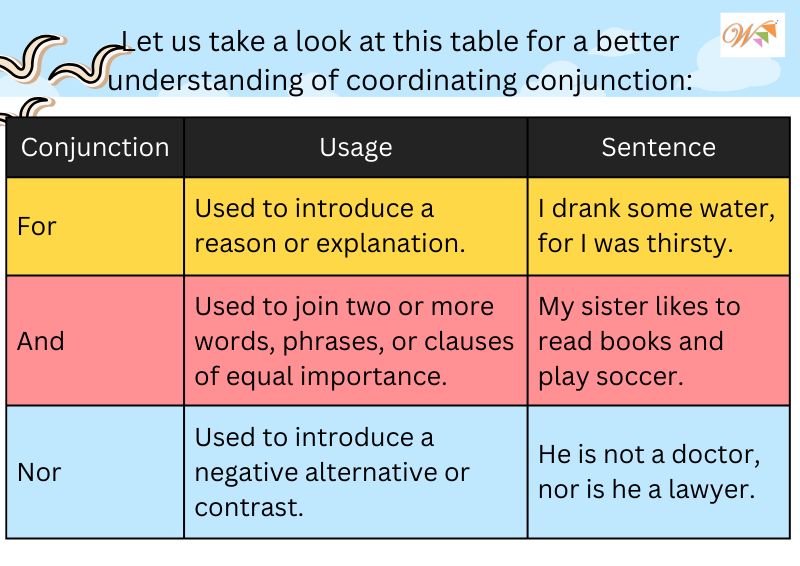 Let us take a look at this table for a better
understanding of coordinating conjunction:
W
Conjunction
Usage
Sentence
For
Used to introduce a
reason or explanation.
I drank some water,
for I was thirsty.
And
Used to join two or more
words, phrases, or clauses
of equal importance.
My sister likes to
read books and
play soccer.
Nor
Used to introduce a
negative alternative or
contrast.
He is not a doctor,
nor is he a lawyer.